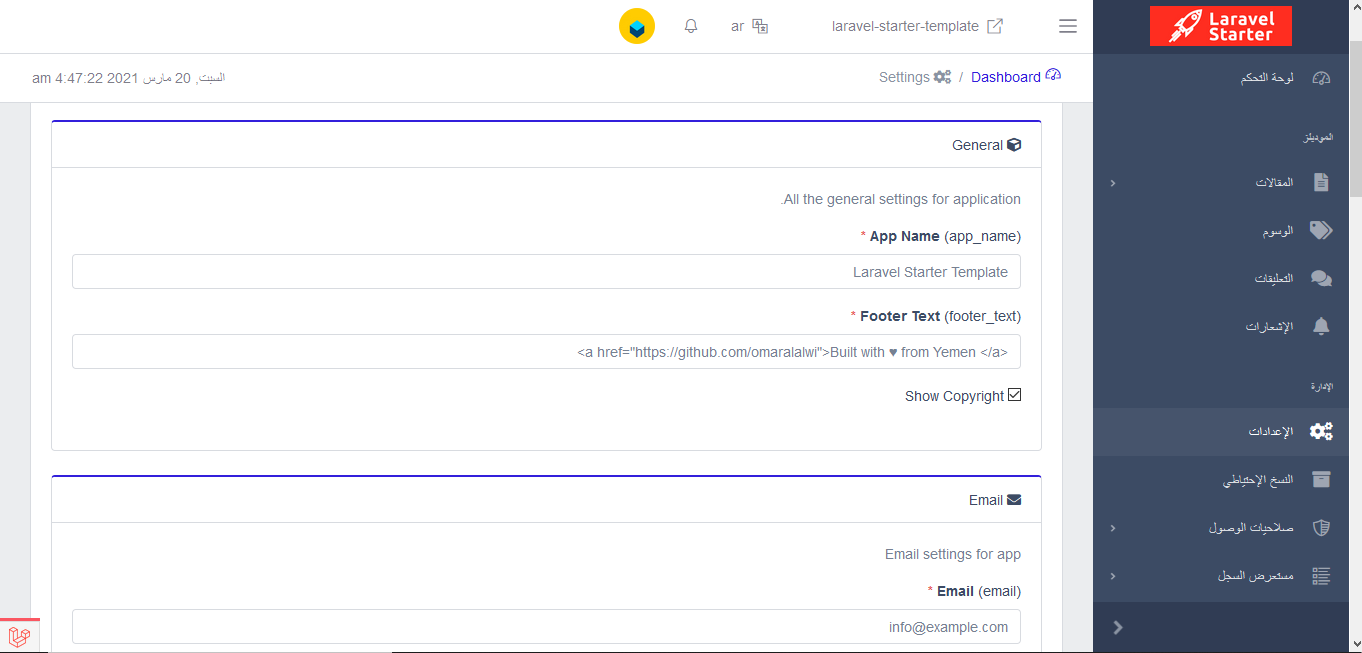 Laravel
Starter
laravel-starter-template
ar
Dashboard / Settings
السبت, 20 مارس 2021 4:47:22 am
لوحة التحكم
الموديلز
المقالات
الوسوم
التعليقات
الإشعارات
الإدارة
الإعدادات
النسخ الإحتياطي
صلاحيات الوصول
مستعرض السجل
General
All the general settings for application.
App Name (app_name) *
Laravel Starter Template
Footer Text (footer_text) *
<a href="https://github.com/omaralalwi">Built with ♥ from Yemen </a>
Show Copyright
Email
Email settings for app
Email (email) *
info@example.com